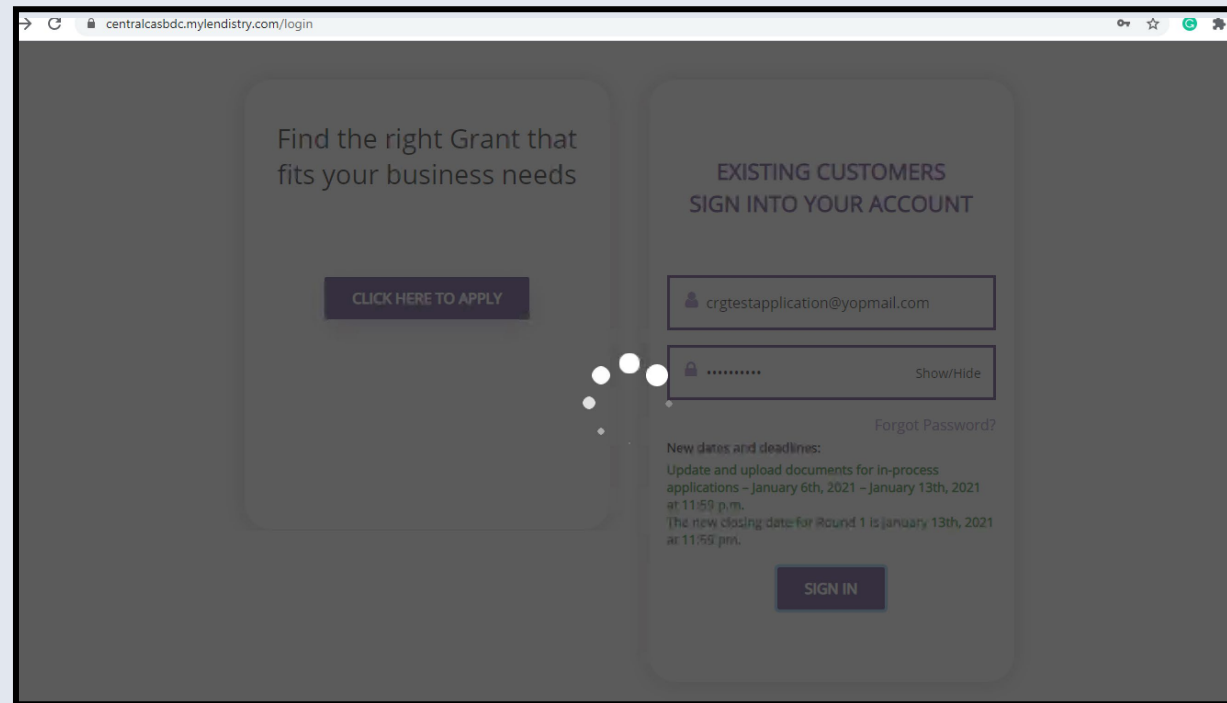 centralcasbdc.mylendistry.com/login
Find the right Grant that
fits your business needs
CLICK HERE TO APPLY
EXISTING CUSTOMERS
SIGN INTO YOUR ACCOUNT
crgtestapplication@yopmail.com
••••••••••
Show/Hide
Forgot Password?
New dates and deadlines:
Update and upload documents for in-process
applications – January 6th, 2021 – January 13th, 2021
at 11:59 p.m.
The new closing date for Round 1 is january 13th, 2021
at 11:59 pm.
SIGN IN